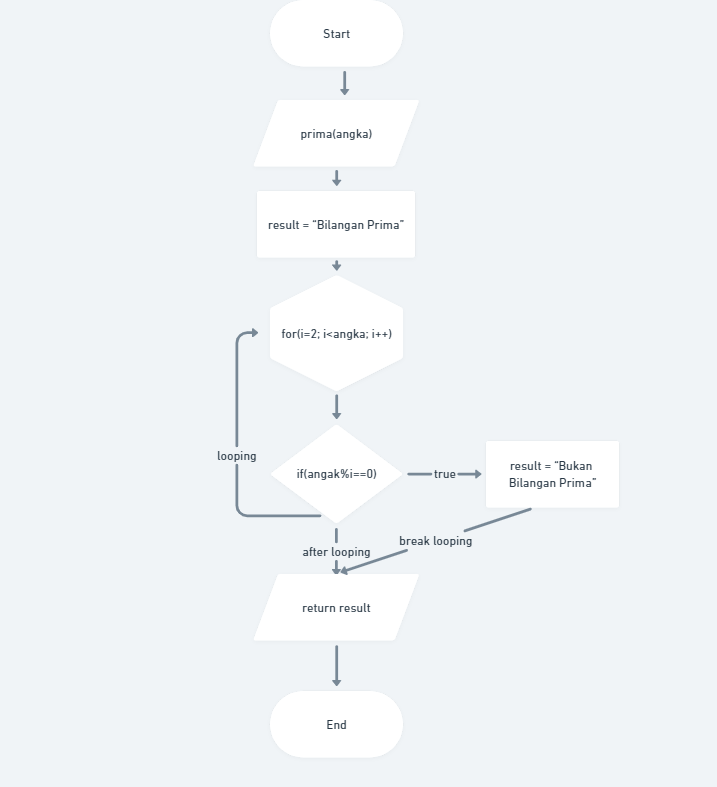 Start
prima(angka)
result = “Bilangan Prima”
for(i=2; i<angka; i++)
looping
if(angak%i==0)
true
result = “Bukan
Bilangan Prima”
break looping
after looping
return result
End